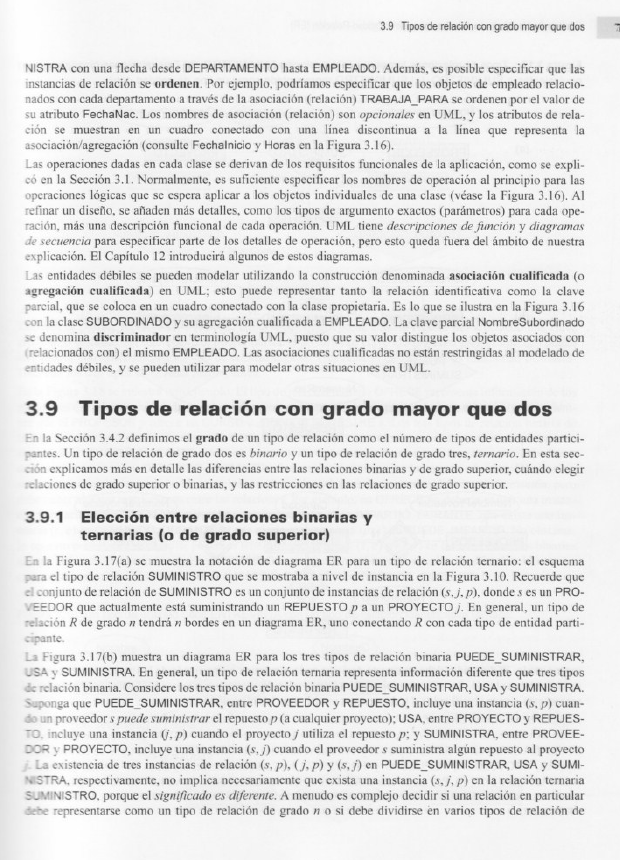 3.9 Tipos de relación con grado mayor que dos
NISTRA con una flecha desde DEPARTAMENTO hasta EMPLEADO. Además, es posible especificar que las
instancias de relación se ordenen. Por ejemplo, podríamos especificar que los objetos de empleado relacio-
nados con cada departamento a través de la asociación (relación) TRABAJA_PARA se ordenen por el valor de
su atributo FechaNac. Los nombres de asociación (relación) son opcionales en UML, y los atributos de rela-
ción se muestran en un cuadro conectado con una línea discontinua a la línea que representa la
asociación/agregación (consulte FechaInicio y Horas en la Figura 3.16).
Las operaciones dadas en cada clase se derivan de los requisitos funcionales de la aplicación, como se expli-
có en la Sección 3.1. Normalmente, es suficiente especificar los nombres de operación al principio para las
operaciones lógicas que se espera aplicar a los objetos individuales de una clase (véase la Figura 3.16). Al
refinar un diseño, se añaden más detalles, como los tipos de argumento exactos (parámetros) para cada ope-
ración, más una descripción funcional de cada operación. UML tiene descripciones de función y diagramas
de secuencia para especificar parte de los detalles de operación, pero esto queda fuera del ámbito de nuestra
explicación. El Capítulo 12 introducirá algunos de estos diagramas.
Las entidades débiles se pueden modelar utilizando la construcción denominada asociación cualificada (o
agregación cualificada) en UML; esto puede representar tanto la relación identificativa como la clave
parcial, que se coloca en un cuadro conectado con la clase propietaria. Es lo que se ilustra en la Figura 3.16
con la clase SUBORDINADO y su agregación cualificada a EMPLEADO. La clave parcial NombreSubordinado
se denomina discriminador en terminología UML, puesto que su valor distingue los objetos asociados con
(relacionados con) el mismo EMPLEADO. Las asociaciones cualificadas no están restringidas al modelado de
entidades débiles, y se pueden utilizar para modelar otras situaciones en UML.
3.9 Tipos de relación con grado mayor que dos
En la Sección 3.4.2 definimos el grado de un tipo de relación como el número de tipos de entidades partici-
pantes. Un tipo de relación de grado dos es binario y un tipo de relación de grado tres, ternario. En esta sec-
ción explicamos más en detalle las diferencias entre las relaciones binarias y de grado superior, cuándo elegir
relaciones de grado superior o binarias, y las restricciones en las relaciones de grado superior.
3.9.1 Elección entre relaciones binarias y
ternarias (o de grado superior)
En la Figura 3.17(a) se muestra la notación de diagrama ER para un tipo de relación ternario: el esquema
para el tipo de relación SUMINISTRO que se mostraba a nivel de instancia en la Figura 3.10. Recuerde que
el conjunto de relación de SUMINISTRO es un conjunto de instancias de relación (s, j, p), donde s es un PRO-
VEEDOR que actualmente está suministrando un REPUESTO p a un PROYECTO j. En general, un tipo de
relación R de grado n tendrá n bordes en un diagrama ER, uno conectando R con cada tipo de entidad parti-
cipante.
La Figura 3.17(b) muestra un diagrama ER para los tres tipos de relación binaria PUEDE_SUMINISTRAR,
USA y SUMINISTRA. En general, un tipo de relación ternaria representa información diferente que tres tipos
de relación binaria. Considere los tres tipos de relación binaria PUEDE_SUMINISTRAR, USA y SUMINISTRA.
Suponga que PUEDE_SUMINISTRAR, entre PROVEEDOR y REPUESTO, incluye una instancia (s, p) cuan-
do un proveedor s puede suministrar el repuesto p (a cualquier proyecto); USA, entre PROYECTO y REPUES-
TO, incluye una instancia (j, p) cuando el proyecto j utiliza el repuesto p; y SUMINISTRA, entre PROVEE-
DOR y PROYECTO, incluye una instancia (s, j) cuando el proveedor s suministra algún repuesto al proyecto
j. La existencia de tres instancias de relación (s, p), (j, p) y (s, j) en PUEDE_SUMINISTRAR, USA y SUMI-
NISTRA, respectivamente, no implica necesariamente que exista una instancia (s, j, p) en la relación ternaria
SUMINISTRO, porque el significado es diferente. A menudo es complejo decidir si una relación en particular
debe representarse como un tipo de relación de grado n o si debe dividirse en varios tipos de relación de